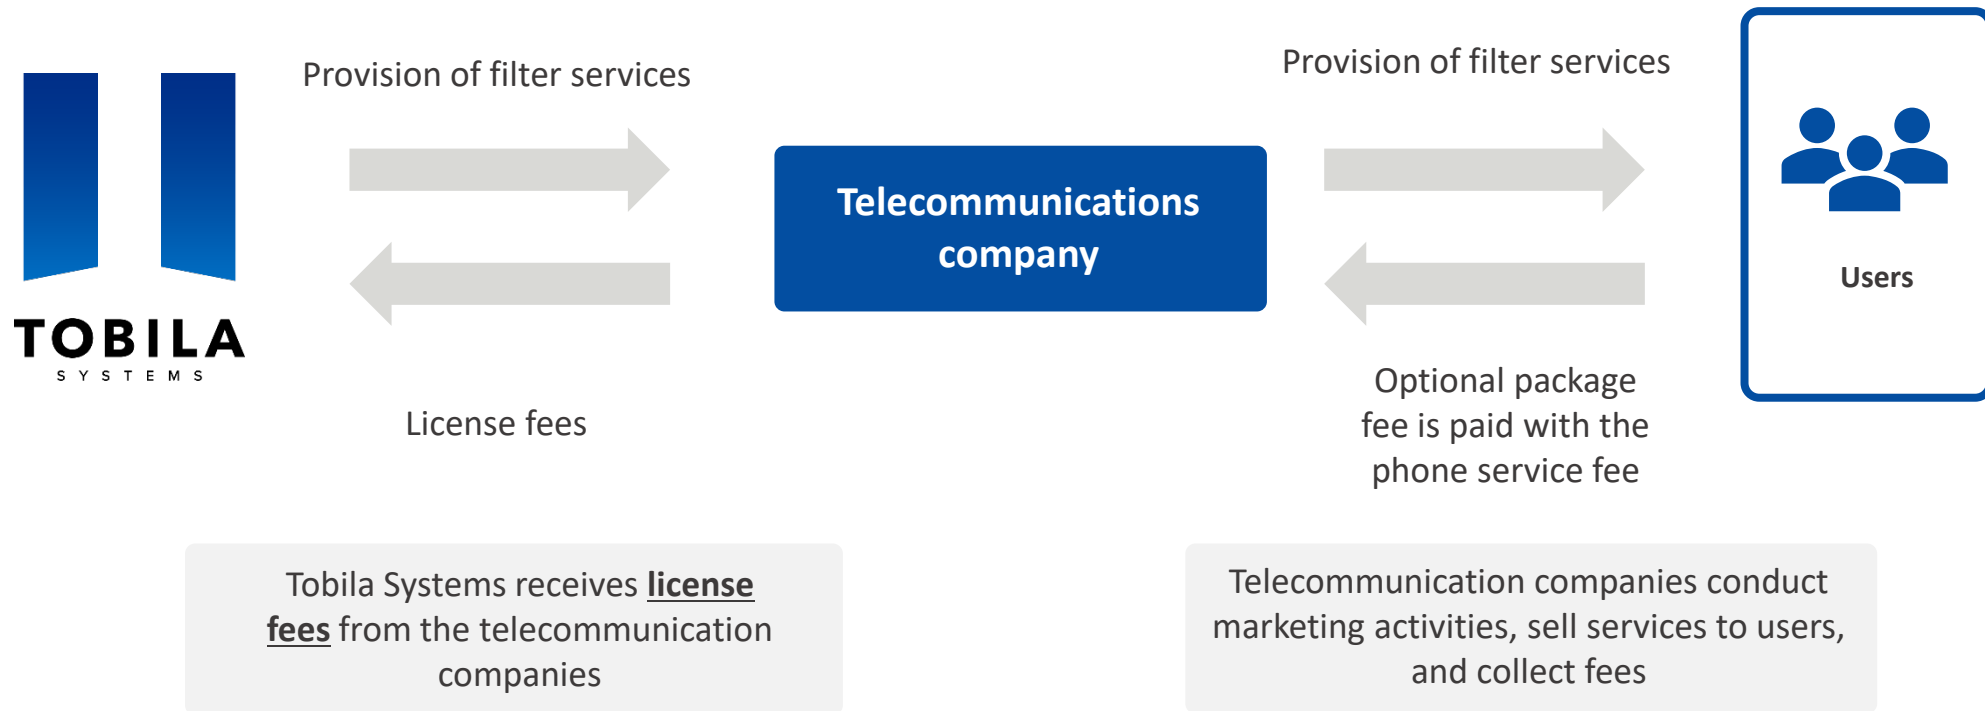 Provision of filter services
Provision of filter services
Telecommunications
company
Users
TOBILA
SYSTEMS
License fees
Optional package
fee is paid with the
phone service fee
Tobila Systems receives license
fees from the telecommunication
companies
Telecommunication companies conduct
marketing activities, sell services to users,
and collect fees